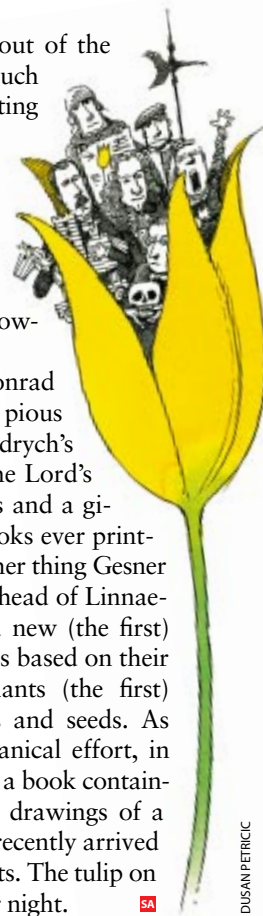 out of the
uch
ting
ow-
onrad
pious
drych's
he Lord's
s and a gi-
ooks ever print-
her thing Gesner
head of Linnae-
new (the first)
s based on their
ants (the first)
s and seeds. As
anical effort, in
a book contain-
drawings of a
recently arrived
ts. The tulip on
r night.
SA
DUSAN PETRICIC